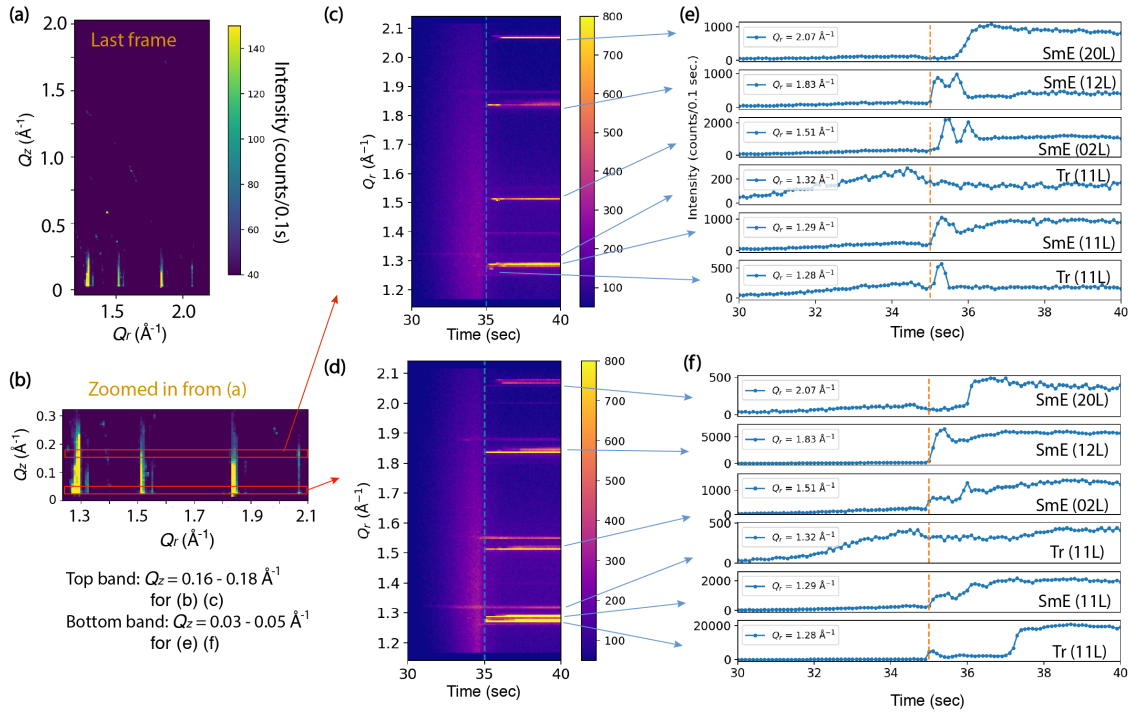 (a)
2.0
1.5
1.0
0.5
0
Qz (Å-1)
Last frame
1.5
2.0
Qr (Å-1)
140
120
100
80
60
40
Intensity (counts/0.1s)
(b)
Zoomed in from (a)
0.3
0.2
0.1
0
Qz (Å-1)
1.3
1.5
1.7
1.9
2.1
Qr (Å-1)
Top band: Qz = 0.16 - 0.18 Å-1
for (b) (c)
Bottom band: Qz = 0.03 - 0.05 Å-1
for (e) (f)
(c)
2.1
2.0
1.9
1.8
1.7
1.6
1.5
1.4
1.3
1.2
Qr (Å−1)
30
35
40
Time (sec)
800
700
600
500
400
300
200
100
(d)
2.1
2.0
1.9
1.8
1.7
1.6
1.5
1.4
1.3
1.2
Qr (Å−1)
30
35
40
Time (sec)
800
700
600
500
400
300
200
100
(e)
Intensity (counts/0.1 sec.)
1000
0
Qr = 2.07 Å−1
SmE (20L)
1000
0
Qr = 1.83 Å−1
SmE (12L)
2000
0
Qr = 1.51 Å−1
SmE (02L)
200
0
Qr = 1.32 Å−1
Tr (11L)
1000
0
Qr = 1.29 Å−1
SmE (11L)
500
0
Qr = 1.28 Å−1
Tr (11L)
30
32
34
36
38
40
Time (sec)
(f)
500
0
Qr = 2.07 Å−1
SmE (20L)
5000
0
Qr = 1.83 Å−1
SmE (12L)
1000
0
Qr = 1.51 Å−1
SmE (02L)
500
0
Qr = 1.32 Å−1
Tr (11L)
2000
0
Qr = 1.29 Å−1
SmE (11L)
20000
10000
0
Qr = 1.28 Å−1
Tr (11L)
30
32
34
36
38
40
Time (sec)